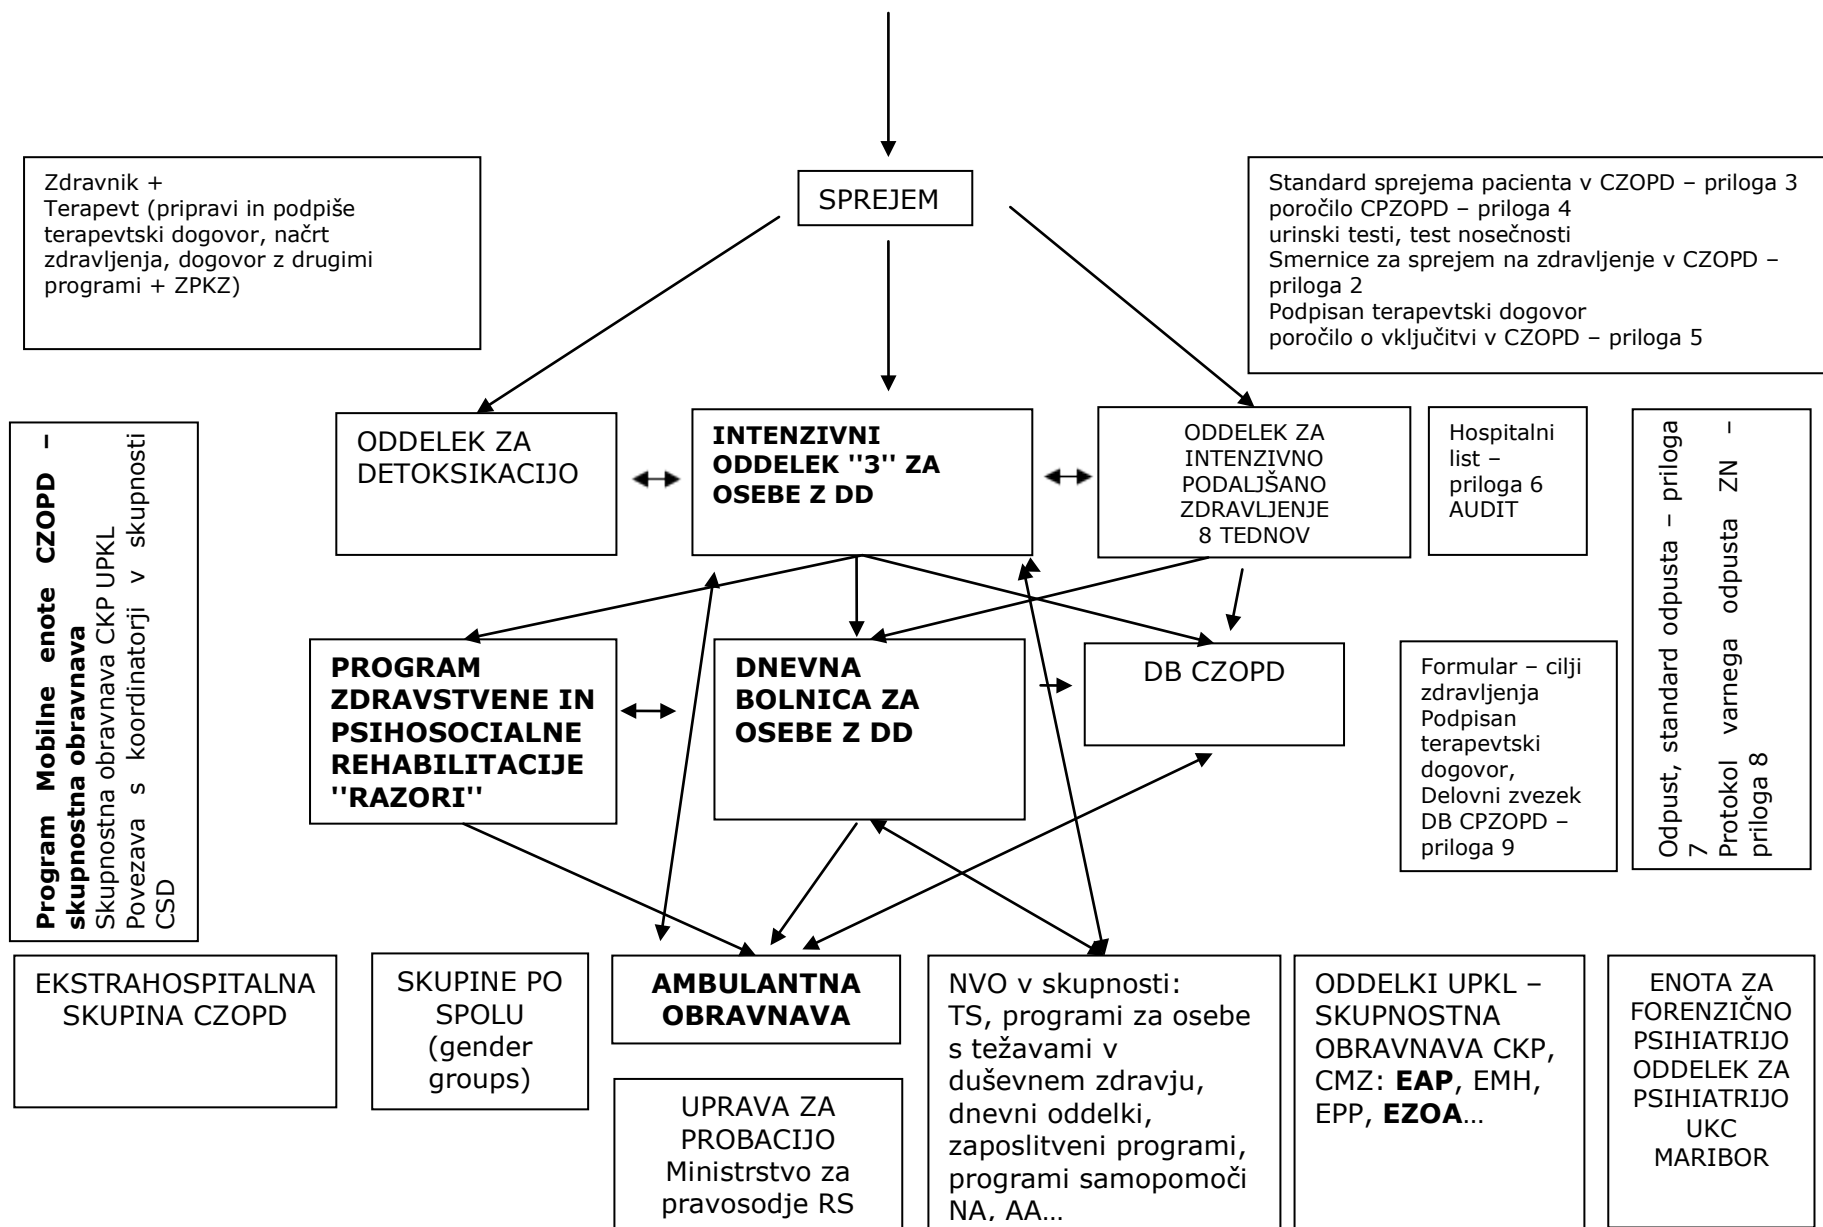 SPREJEM
Zdravnik +
Terapevt (pripravi in podpiše
terapevtski dogovor, načrt
zdravljenja, dogovor z drugimi
programi + ZPKZ)
Standard sprejema pacienta v CZOPD – priloga 3
poročilo CPZOPD – priloga 4
urinski testi, test nosečnosti
Smernice za sprejem na zdravljenje v CZOPD –
priloga 2
Podpisan terapevtski dogovor
poročilo o vključitvi v CZOPD – priloga 5
Program Mobilne enote CZOPD –
skupnostna obravnava
Skupnostna obravnava CKP UPKL
Povezava s koordinatorji v skupnosti
CSD
ODDELEK ZA
DETOKSIKACIJO
INTENZIVNI
ODDELEK ''3'' ZA
OSEBE Z DD
ODDELEK ZA
INTENZIVNO
PODALJŠANO
ZDRAVLJENJE
8 TEDNOV
Hospitalni
list –
priloga 6
AUDIT
Odpust, standard odpusta – priloga
7
Protokol varnega odpusta ZN –
priloga 8
PROGRAM
ZDRAVSTVENE IN
PSIHOSOCIALNE
REHABILITACIJE
''RAZORI''
DNEVNA
BOLNICA ZA
OSEBE Z DD
DB CZOPD
Formular – cilji
zdravljenja
Podpisan
terapevtski
dogovor,
Delovni zvezek
DB CPZOPD –
priloga 9
EKSTRAHOSPITALNA
SKUPINA CZOPD
SKUPINE PO
SPOLU
(gender
groups)
AMBULANTNA
OBRAVNAVA
UPRAVA ZA
PROBACIJO
Ministrstvo za
pravosodje RS
NVO v skupnosti:
TS, programi za osebe
s težavami v
duševnem zdravju,
dnevni oddelki,
zaposlitveni programi,
programi samopomoči
NA, AA…
ODDELKI UPKL –
SKUPNOSTNA
OBRAVNAVA CKP,
CMZ: EAP, EMH,
EPP, EZOA…
ENOTA ZA
FORENZIČNO
PSIHIATRIJO
ODDELEK ZA
PSIHIATRIJO
UKC
MARIBOR